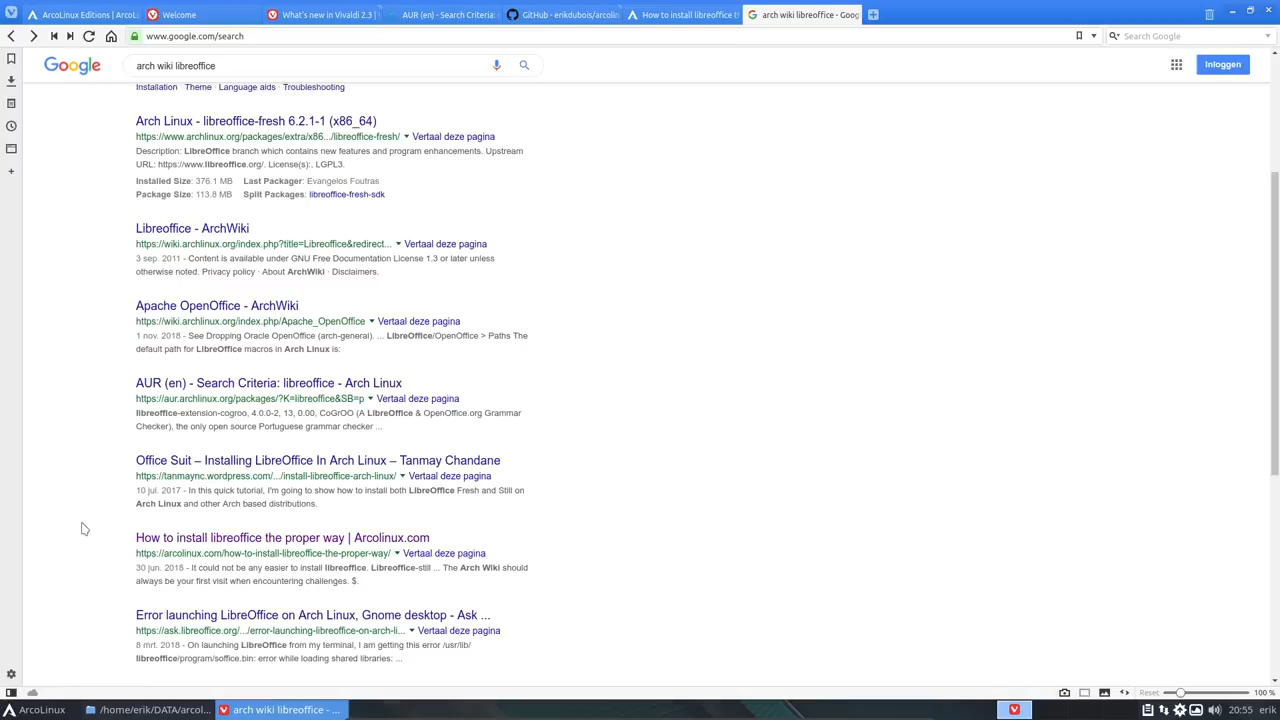 ArcoLinux Editions | ArcoL
Welcome
What's new in Vivaldi 2.3 |
AUR (en) - Search Criteria:
GitHub - erikdubois/arcolin
How to install libreoffice th
arch wiki libreoffice - Goog
www.google.com/search
Search Google
Google
arch wiki libreoffice
Inloggen
Installation · Theme · Language aids · Troubleshooting
Arch Linux - libreoffice-fresh 6.2.1-1 (x86_64)
https://www.archlinux.org/packages/extra/x86.../libreoffice-fresh/ Vertaal deze pagina
Description: LibreOffice branch which contains new features and program enhancements. Upstream
URL: https://www.libreoffice.org/. License(s):. LGPL3.
Installed Size: 376.1 MB Last Packager: Evangelos Foutras
Package Size: 113.8 MB Split Packages: libreoffice-fresh-sdk
Libreoffice - ArchWiki
https://wiki.archlinux.org/index.php?title=Libreoffice&redirect... Vertaal deze pagina
3 sep. 2011 - Content is available under GNU Free Documentation License 1.3 or later unless
otherwise noted. Privacy policy · About ArchWiki · Disclaimers.
Apache OpenOffice - ArchWiki
https://wiki.archlinux.org/index.php/Apache_OpenOffice Vertaal deze pagina
1 nov. 2018 - See Dropping Oracle OpenOffice (arch-general). ... LibreOffice/OpenOffice > Paths The
default path for LibreOffice macros in Arch Linux is:
AUR (en) - Search Criteria: libreoffice - Arch Linux
https://aur.archlinux.org/packages/?K=libreoffice&SB=p Vertaal deze pagina
libreoffice-extension-cogroo, 4.0.0-2, 13, 0.00, CoGrOO (A LibreOffice & OpenOffice.org Grammar
Checker), the only open source Portuguese grammar checker ...
Office Suit – Installing LibreOffice In Arch Linux – Tanmay Chandane
https://tanmaync.wordpress.com/.../install-libreoffice-arch-linux/ Vertaal deze pagina
10 jul. 2017 - In this quick tutorial, I'm going to show how to install both LibreOffice Fresh and Still on
Arch Linux and other Arch based distributions.
How to install libreoffice the proper way | Arcolinux.com
https://arcolinux.com/how-to-install-libreoffice-the-proper-way/ Vertaal deze pagina
30 jun. 2018 - It could not be any easier to install libreoffice. Libreoffice-still ... The Arch Wiki should
always be your first visit when encountering challenges. $.
Error launching LibreOffice on Arch Linux, Gnome desktop - Ask ...
https://ask.libreoffice.org/.../error-launching-libreoffice-on-arch-li... Vertaal deze pagina
8 mrt. 2018 - On launching LibreOffice from my terminal, I am getting this error /usr/lib/
libreoffice/program/soffice.bin: error while loading shared libraries: ...
Reset
100 %
ArcoLinux
/home/erik/DATA/arcol...
arch wiki libreoffice - ...
20:55 erik